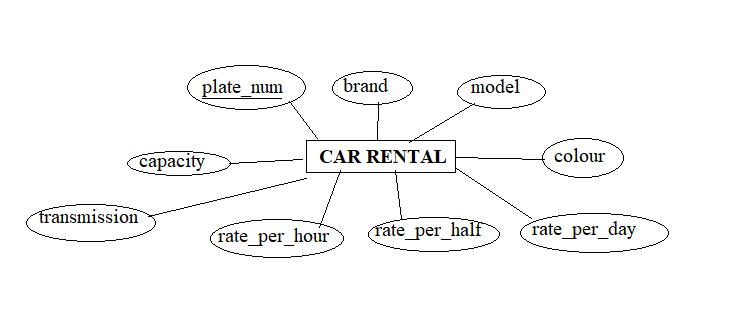 plate_num
brand
model
capacity
CAR RENTAL
colour
transmission
rate_per_hour
rate_per_half
rate_per_day